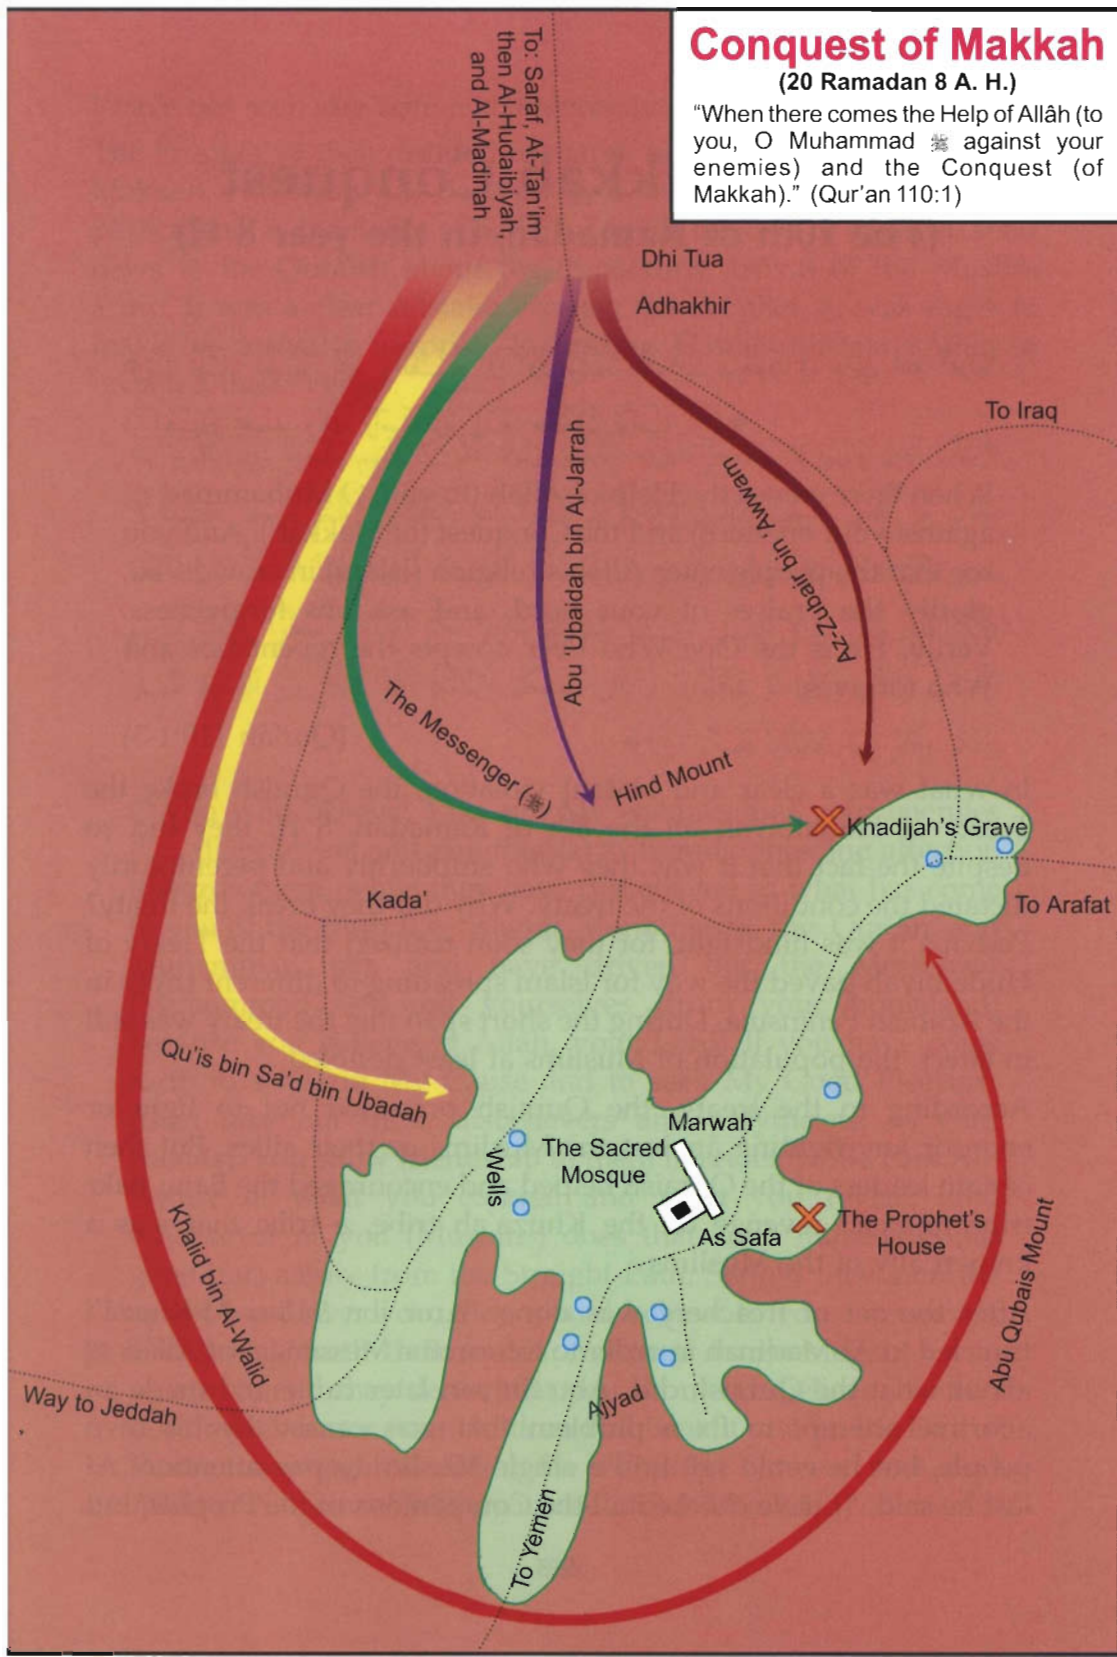 Conquest of Makkah
(20 Ramadan 8 A. H.)
“When there comes the Help of Allâh (to
you, O Muhammad ﷺ against your
enemies) and the Conquest (of
Makkah).” (Qur’an 110:1)
To: Saraf, At-Tan’im
then Al-Hudaibiyah,
and Al-Madinah
Dhi Tua
Adhakhir
To Iraq
Abu ‘Ubaidah bin Al-Jarrah
Az-Zubair bin Awwam
The Messenger (ﷺ)
Hind Mount
Khadijah’s Grave
Kada’
To Arafat
Qu’is bin Sa’d bin Ubadah
Marwah
The Sacred
Mosque
Wells
As Safa
The Prophet’s
House
Khalid bin Al-Walid
Abu Qubais Mount
Way to Jeddah
Ajyad
To Yemen